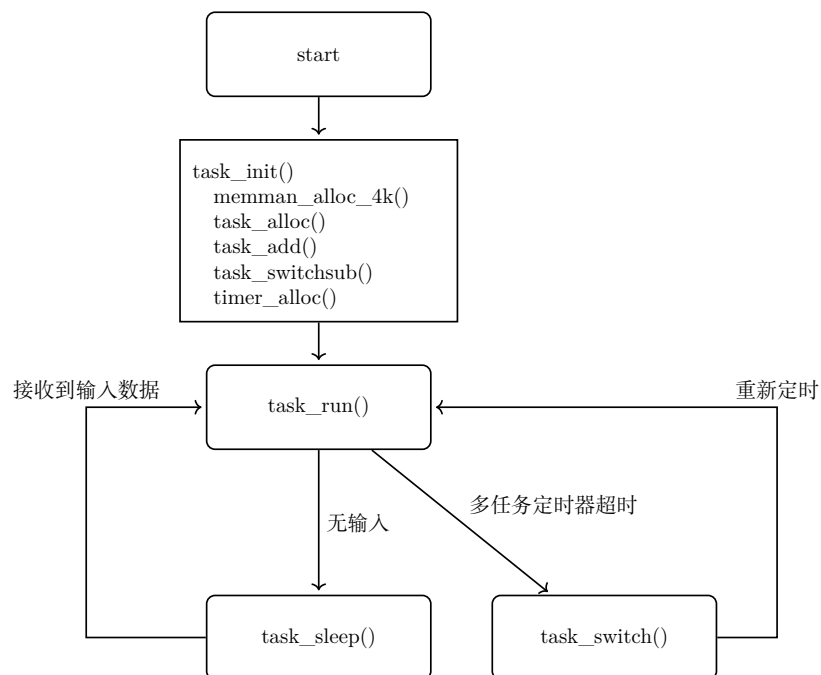 start
task_init()
memman_alloc_4k()
task_alloc()
task_add()
task_switchsub()
timer_alloc()
接收到输入数据
重新定时
task_run()
多任务定时器超时
无输入
task_sleep()
task_switch()